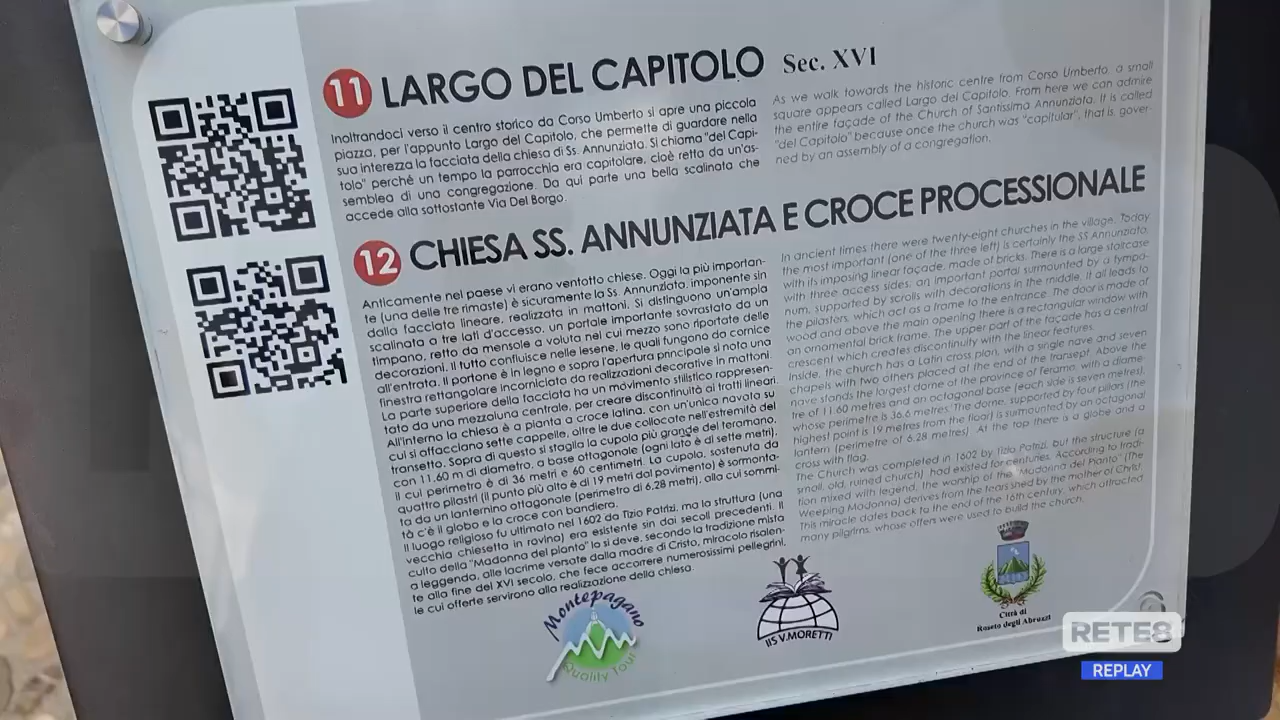 11 LARGO DEL CAPITOLO Sec. XVI
Inoltrandoci verso il centro storico da Corso Umberto si apre una piccola
piazza, per l'appunto Largo del Capitolo, che permette di guardare nella
sua interezza la facciata della chiesa di Ss. Annunziata. Si chiama "del Capi-
tolo" perché un tempo la parrocchia era capitolare, cioè retta da un'as-
semblea di una congregazione. Da qui parte una bella scalinata che
accede alla sottostante Via Del Borgo.
As we walk towards the historic centre from Corso Umberto, a small
square appears called Largo del Capitolo. From here we can admire
the entire façade of the Church of Santissima Annunziata. It is called
"del Capitolo" because once the church was "capitular", that is, gover-
ned by an assembly of a congregation.
12 CHIESA SS. ANNUNZIATA E CROCE PROCESSIONALE
Anticamente nel paese vi erano ventotto chiese. Oggi la più importan-
te (una delle tre rimaste) è sicuramente la Ss. Annunziata, imponente sin
dalla facciata lineare, realizzata in mattoni. Si distinguono un'ampia
scalinata a tre lati d'accesso, un portale importante sovrastato da un
timpano, retto da mensole a voluta nel cui mezzo sono riportate delle
decorazioni. Il tutto confluisce nelle lesene, le quali fungono da cornice
all'entrata. Il portone è in legno e sopra l'apertura principale si nota una
finestra rettangolare incorniciata da realizzazioni decorative in mattoni.
La parte superiore della facciata ha un movimento stilistico rappresen-
tato da una mezaluna centrale, per creare discontinuità ai tratti lineari.
All'interno la chiesa è a pianta a croce latina, con un'unica navata su
cui si affacciano sette cappelle, oltre le due collocate nell'estremità del
transetto. Sopra di questo si staglia la cupola più grande del teramano,
con 11,60 m di diametro, a base ottagonale (ogni lato è di sette metri),
il cui perimetro è di 36 metri e 60 centimetri. La cupola, sostenuta da
quattro pilastri (il punto più alto è di 19 metri dal pavimento) è sormonta-
ta da un lanternino ottagonale (perimetro di 6,28 metri), alla cui sommi-
tà c'è il globo e la croce con bandiera.
Il luogo religioso fu ultimato nel 1602 da Tizio Patrizi, ma la struttura (una
vecchia chiesetta in rovina) era esistente sin dai secoli precedenti. Il
culto della "Madonna del pianto" lo si deve, secondo la tradizione mista
a leggenda, alle lacrime versate dalla madre di Cristo, miracolo risalen-
te alla fine del XVI secolo, che fece accorrere numerosissimi pellegrini,
le cui offerte servirono alla realizzazione della chiesa.
In ancient times there were twenty-eight churches in the village. Today
the most important (one of the three left) is certainly the SS Annunziata,
with its imposing linear façade, made of bricks. There is a large staircase
with three access sides, an important portal surmounted by a tympa-
num, supported by scrolls with decorations in the middle. It all leads to
the pilasters, which act as a frame to the entrance. The door is made of
wood and above the main opening there is a rectangular window with
an ornamental brick frame. The upper part of the façade has a central
crescent which creates discontinuity with the linear features.
Inside, the church has a Latin cross plan, with a single nave and seven
chapels with two others placed at the end of the transept. Above the
nave stands the largest dome of the province of Teramo, with a diame-
tre of 11.60 metres and an octagonal base (each side is seven metres),
whose perimetre is 36.6 metres. The dome, supported by four pillars (the
highest point is 19 metres from the floor) is surmounted by an octagonal
lantern (perimetre of 6.28 metres). At the top there is a globe and a
cross with flag.
The Church was completed in 1602 by Tizio Patrizi, but the structure (a
small, old, ruined church) had existed for centuries. According to tradi-
tion mixed with legend, the worship of the "Madonna del Pianto" (The
Weeping Madonna) derives from the tears shed by the mother of Christ.
This miracle dates back to the end of the 16th century, which attracted
many pilgrims, whose offers were used to build the church.
Montepagano
Quality Tour
IIS V.MORETTI
Città di
Roseto degli Abruzzi
RETE8
REPLAY